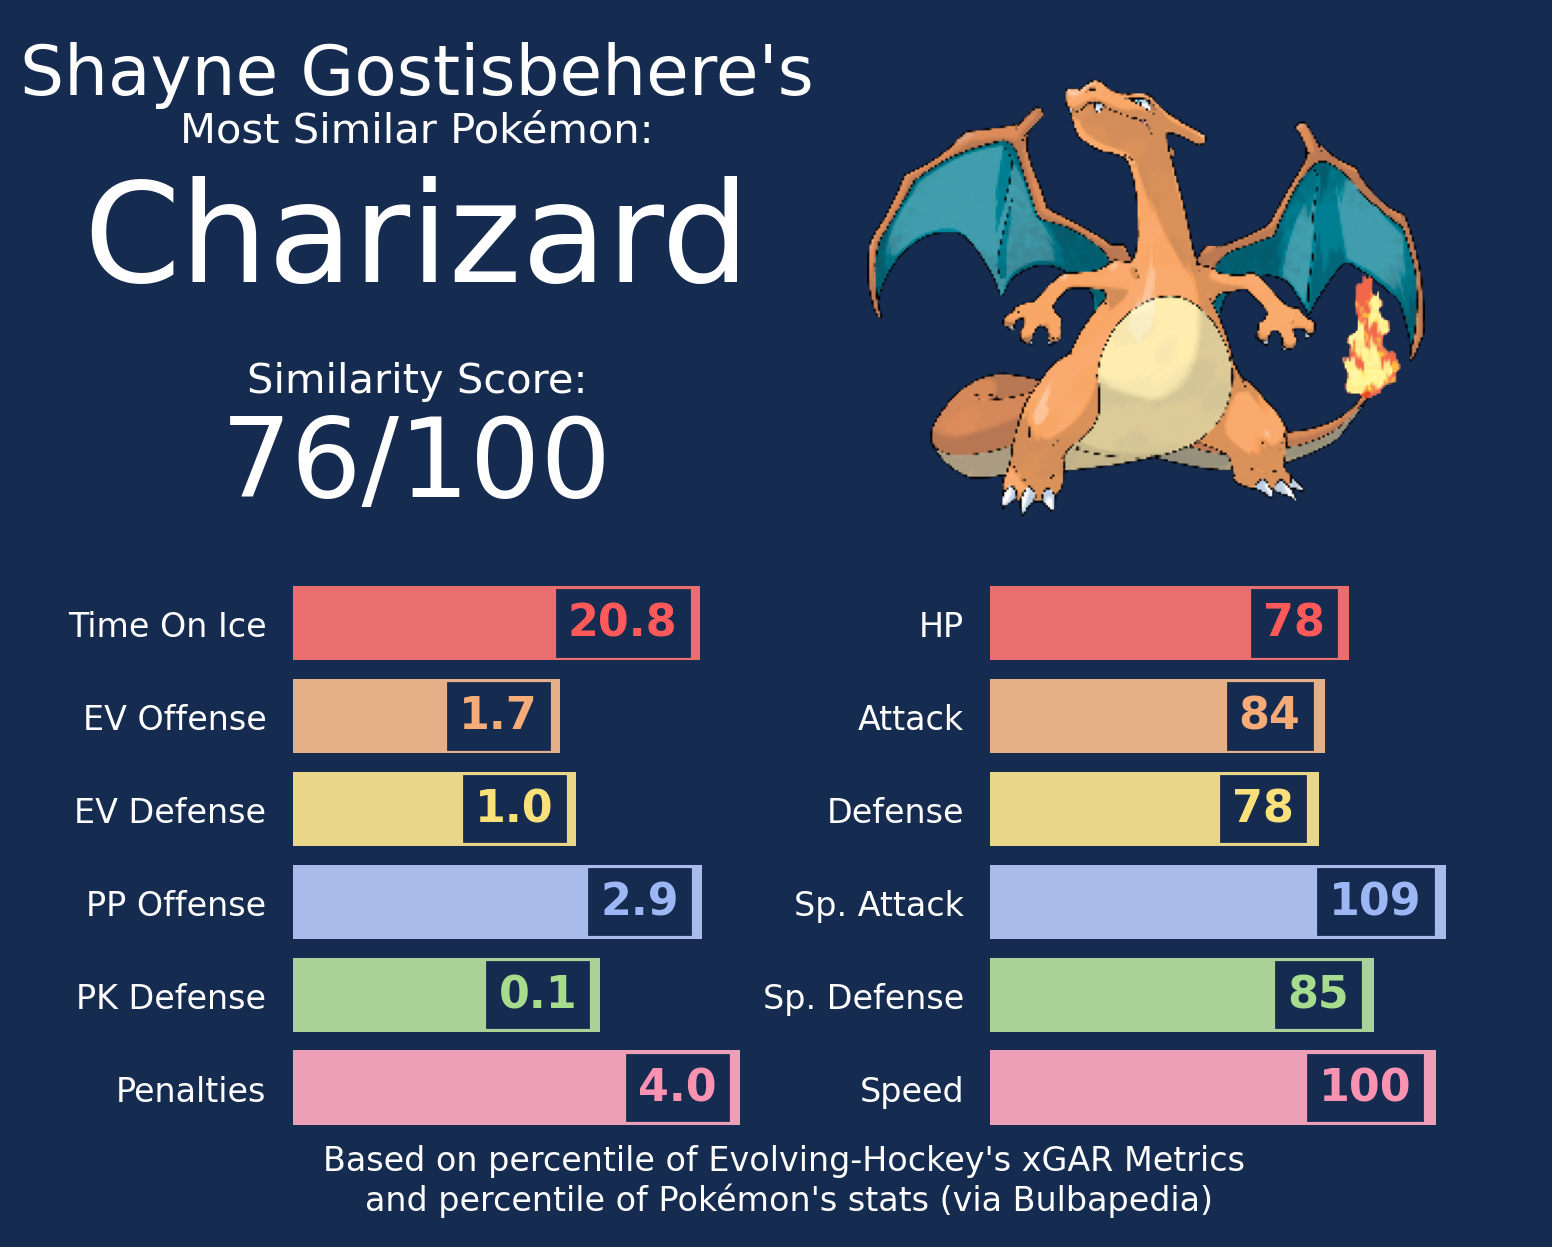 Shayne Gostisbehere's
Most Similar Pokémon:
Charizard
Similarity Score:
76/100
Time On Ice 20.8
EV Offense 1.7
EV Defense 1.0
PP Offense 2.9
PK Defense 0.1
Penalties 4.0
HP 78
Attack 84
Defense 78
Sp. Attack 109
Sp. Defense 85
Speed 100
Based on percentile of Evolving-Hockey's xGAR Metrics
and percentile of Pokémon's stats (via Bulbapedia)